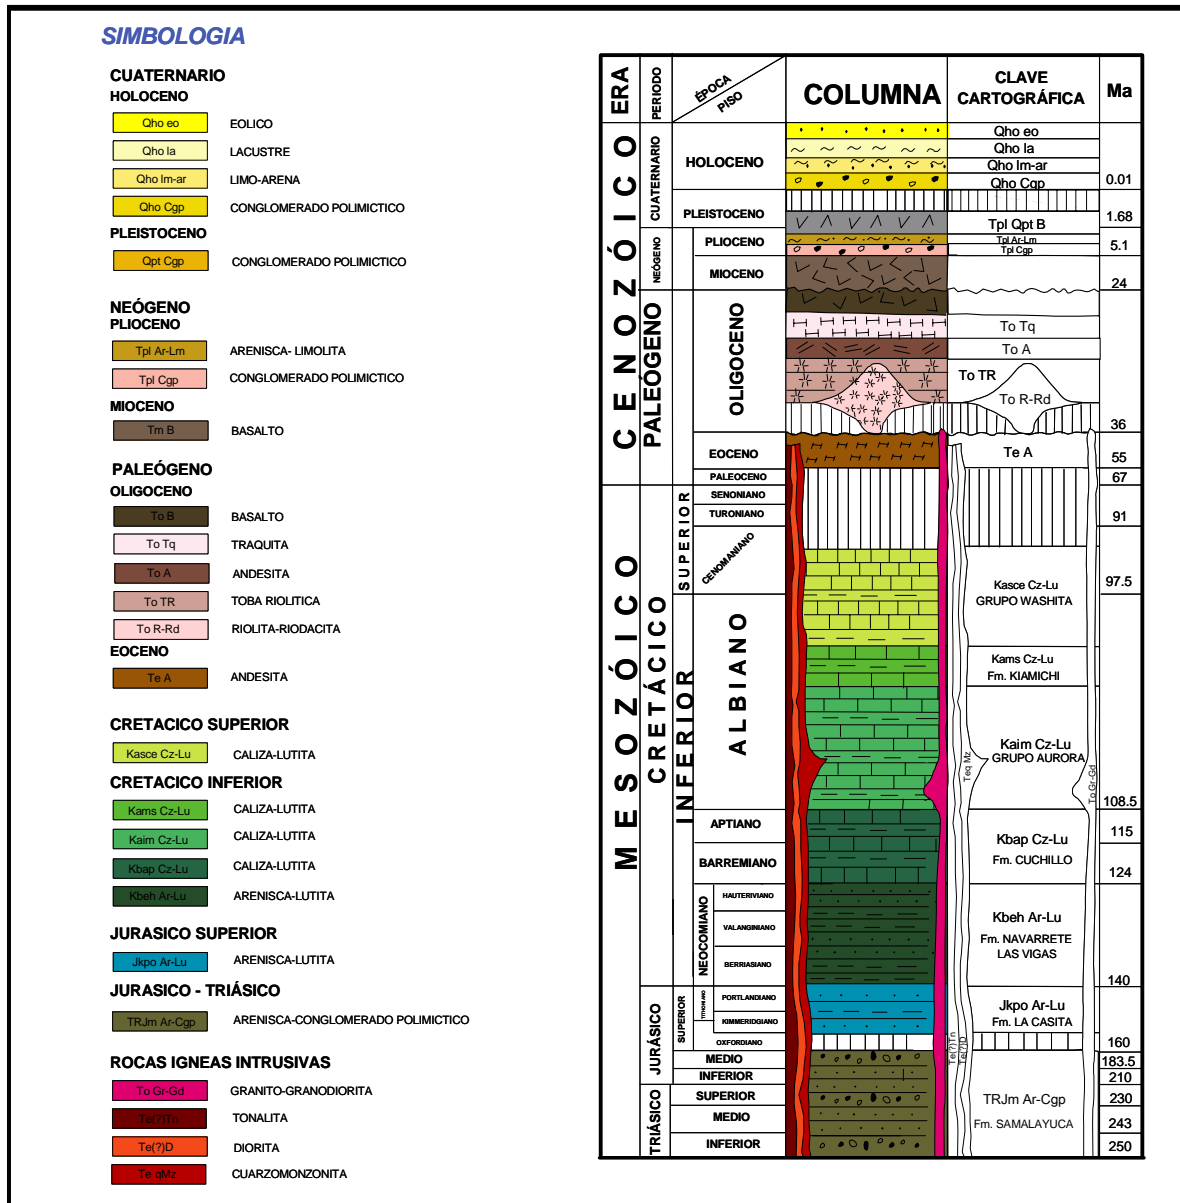 SIMBOLOGIA
CUATERNARIO
HOLOCENO
Qho eo EOLICO
Qho la LACUSTRE
Qho lm-ar LIMO-ARENA
Qho Cgp CONGLOMERADO POLIMICTICO
PLEISTOCENO
Qpt Cgp CONGLOMERADO POLIMICTICO
NEÓGENO
PLIOCENO
Tpl Ar-Lm ARENISCA- LIMOLITA
Tpl Cgp CONGLOMERADO POLIMICTICO
MIOCENO
Tm B BASALTO
PALEÓGENO
OLIGOCENO
To B BASALTO
To Tq TRAQUITA
To A ANDESITA
To TR TOBA RIOLITICA
To R-Rd RIOLITA-RIODACITA
EOCENO
Te A ANDESITA
CRETACICO SUPERIOR
Kasce Cz-Lu CALIZA-LUTITA
CRETACICO INFERIOR
Kams Cz-Lu CALIZA-LUTITA
Kaim Cz-Lu CALIZA-LUTITA
Kbap Cz-Lu CALIZA-LUTITA
Kbeh Ar-Lu ARENISCA-LUTITA
JURASICO SUPERIOR
Jkpo Ar-Lu ARENISCA-LUTITA
JURASICO - TRIÁSICO
TRJm Ar-Cgp ARENISCA-CONGLOMERADO POLIMICTICO
ROCAS IGNEAS INTRUSIVAS
To Gr-Gd GRANITO-GRANODIORITA
Te(?)Tn TONALITA
Te(?)D DIORITA
Te qMz CUARZOMONZONITA
ERA
PERIODO
ÉPOCA
PISO
COLUMNA
CLAVE
CARTOGRÁFICA
Ma
CENOZÓICO
MESOZÓICO
CUATERNARIO
NEÓGENO
PALEÓGENO
CRETÁCICO
JURÁSICO
TRIÁSICO
SUPERIOR
INFERIOR
SUPERIOR
HOLOCENO
PLEISTOCENO
PLIOCENO
MIOCENO
OLIGOCENO
EOCENO
PALEOCENO
SENONIANO
TURONIANO
CENOMANIANO
ALBIANO
APTIANO
BARREMIANO
NEOCOMIANO
HAUTERIVIANO
VALANGINIANO
BERRIASIANO
TITHONIANO
PORTLANDIANO
KIMMERIDGIANO
OXFORDIANO
MEDIO
INFERIOR
SUPERIOR
MEDIO
INFERIOR
Qho eo
Qho la
Qho lm-ar
Qho Cgp
Tpl Qpt B
Tpl Ar-Lm
Tpl Cgp
To Tq
To A
To TR
To R-Rd
Te A
Kasce Cz-Lu
GRUPO WASHITA
Kams Cz-Lu
Fm. KIAMICHI
Kaim Cz-Lu
GRUPO AURORA
Teq Mz
To Gr-Gd
Kbap Cz-Lu
Fm. CUCHILLO
Kbeh Ar-Lu
Fm. NAVARRETE
LAS VIGAS
Jkpo Ar-Lu
Fm. LA CASITA
Te(?)Tn
Te(?)D
TRJm Ar-Cgp
Fm. SAMALAYUCA
0.01
1.68
5.1
24
36
55
67
91
97.5
108.5
115
124
140
160
183.5
210
230
243
250